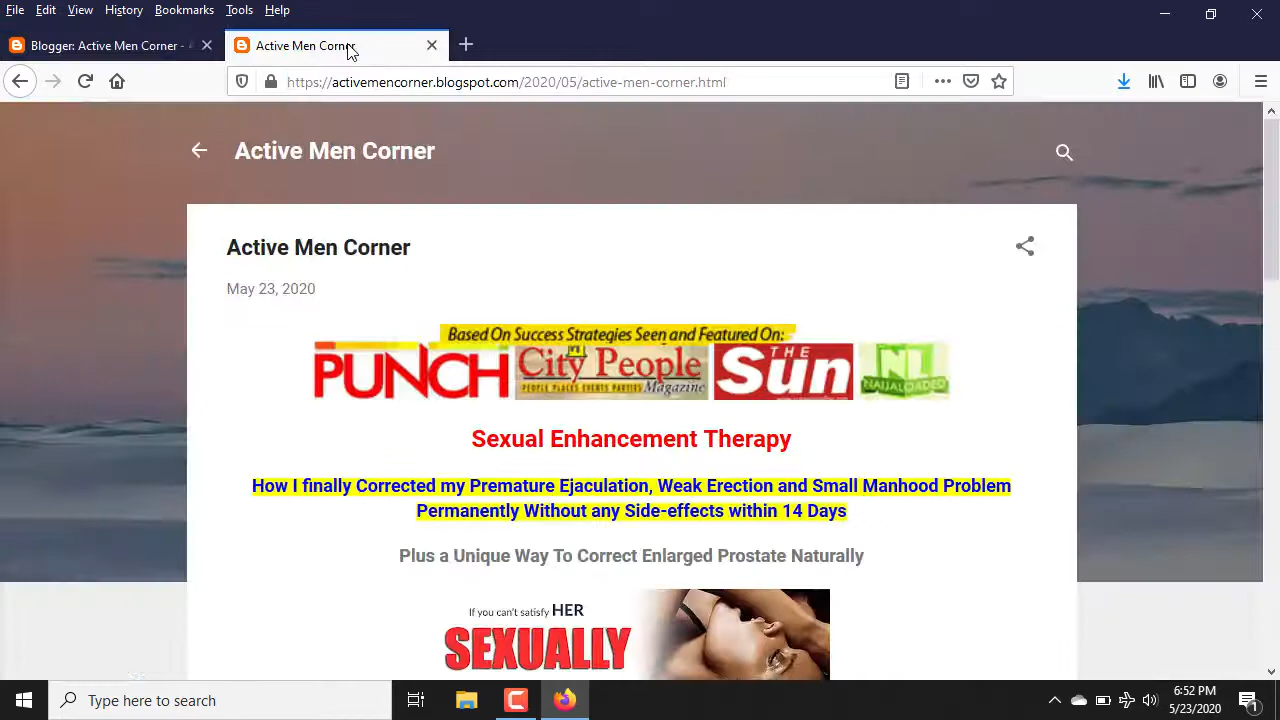 File Edit View History Bookmarks Tools Help
Blogger: Active Men Corner -
Active Men Corner
https://activemencorner.blogspot.com/2020/05/active-men-corner.html
Active Men Corner
Active Men Corner
May 23, 2020
Based On Success Strategies Seen and Featured On:
PUNCH City People THE Sun NL
PEOPLE PLACES EVENTS PARTIES Magazine NAIJALOADED
Sexual Enhancement Therapy
How I finally Corrected my Premature Ejaculation, Weak Erection and Small Manhood Problem
Permanently Without any Side-effects within 14 Days
Plus a Unique Way To Correct Enlarged Prostate Naturally
If you can't satisfy HER
SEXUALLY
Type here to search
6:52 PM
5/23/2020
1